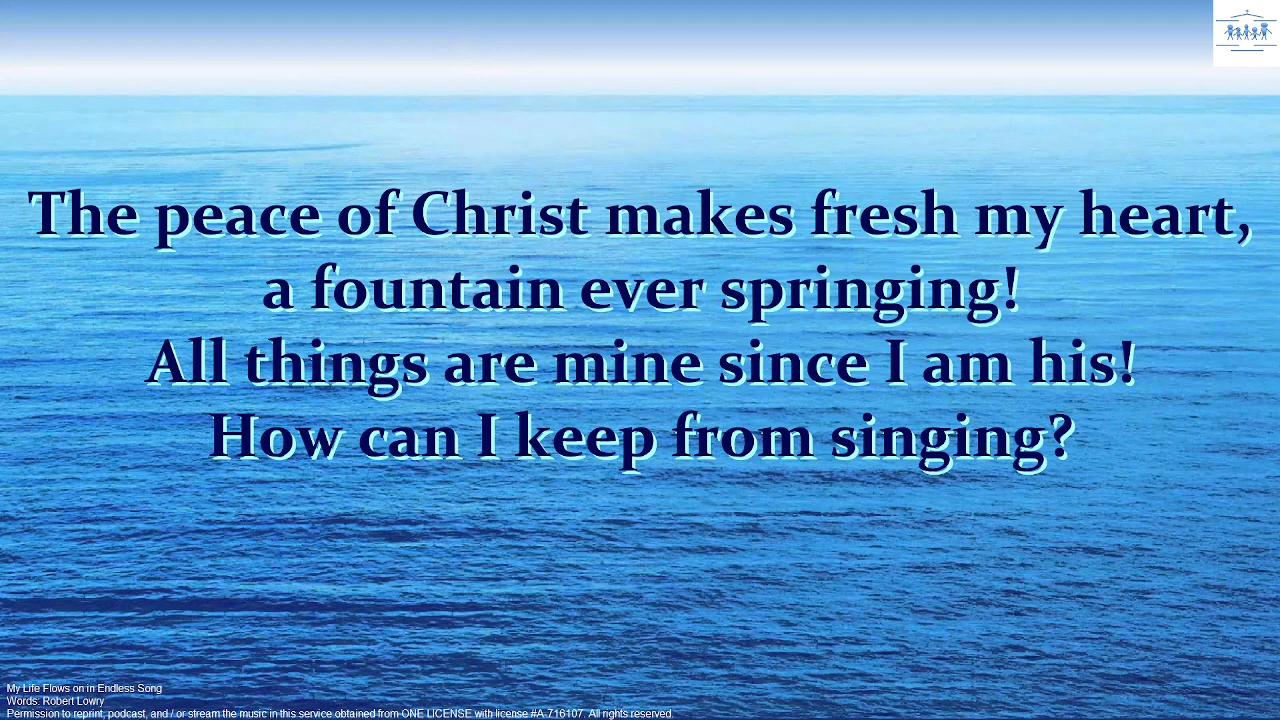 The peace of Christ makes fresh my heart,
a fountain ever springing!
All things are mine since I am his!
How can I keep from singing?
My Life Flows on in Endless Song
Words: Robert Lowry
Permission to reprint, podcast, and / or stream the music in this service obtained from ONE LICENSE with license #A-716107. All rights reserved.